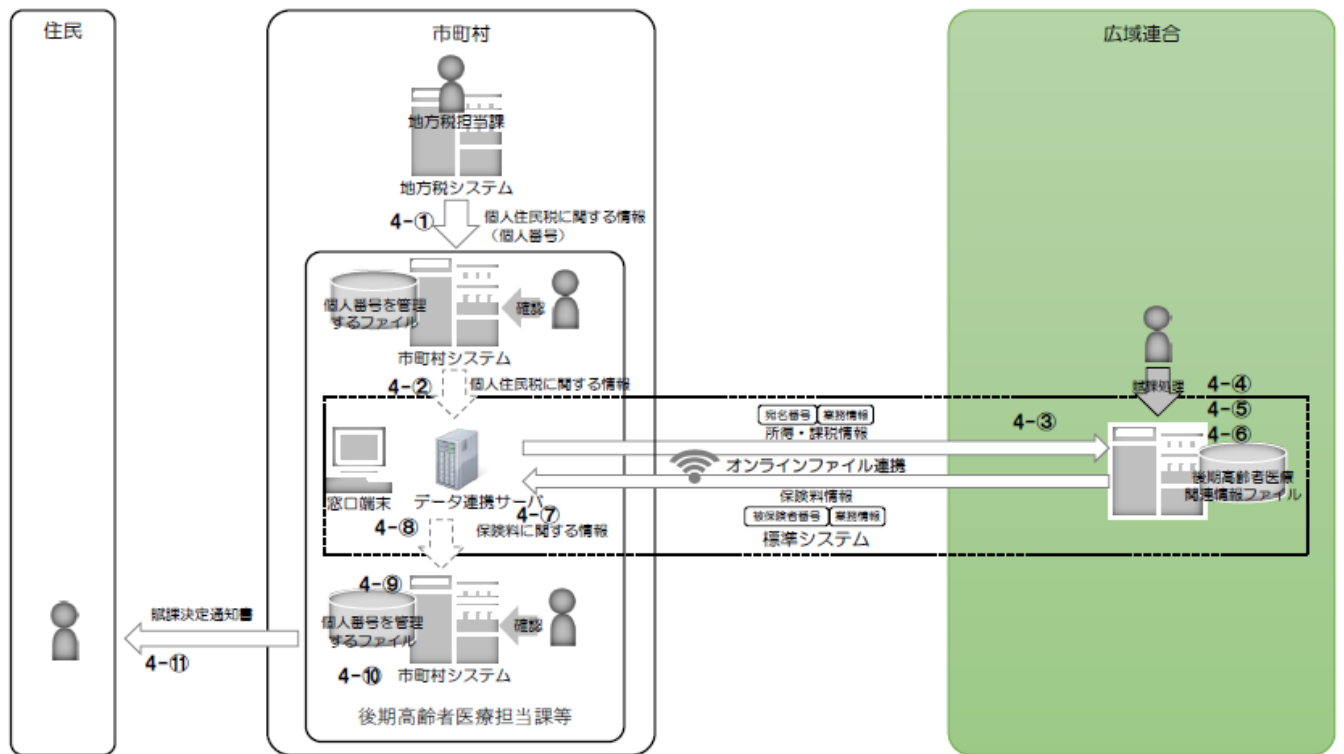 住民
市町村
広域連合
地方税担当課
地方税システム
4-①
個人住民税に関する情報
（個人番号）
個人番号を管理
するファイル
確認
市町村システム
4-②
個人住民税に関する情報
賦課処理
4-④
4-⑤
4-⑥
宛名番号
業務情報
所得・課税情報
4-③
オンラインファイル連携
後期高齢者医療
関連情報ファイル
窓口端末
データ連携サーバ
4-⑦
保険料情報
被保険者番号
業務情報
標準システム
4-⑧
保険料に関する情報
4-⑨
個人番号を管理
するファイル
確認
4-⑩
市町村システム
賦課決定通知書
4-⑪
後期高齢者医療担当課等